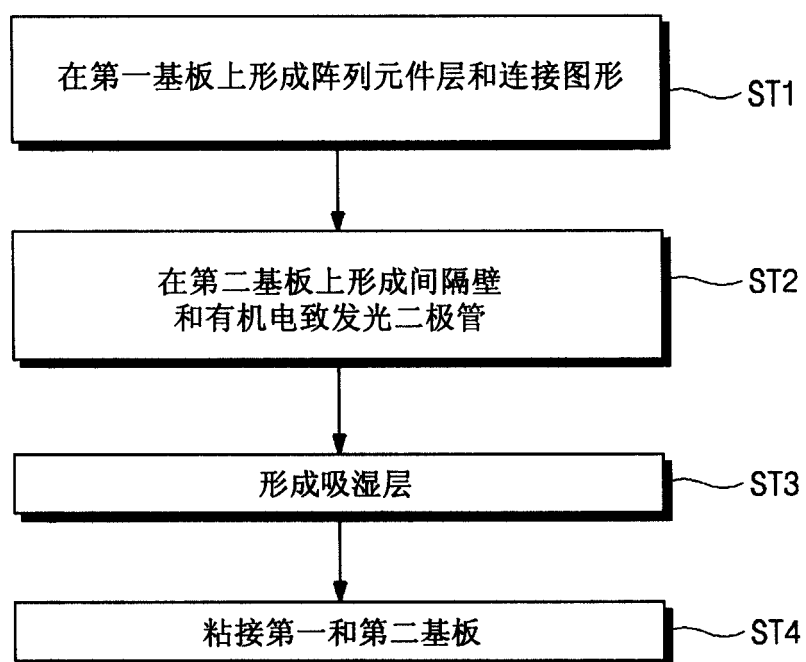 在第一基板上形成阵列元件层和连接图形
ST1
在第二基板上形成间隔壁
和有机电致发光二极管
ST2
形成吸湿层
ST3
粘接第一和第二基板
ST4